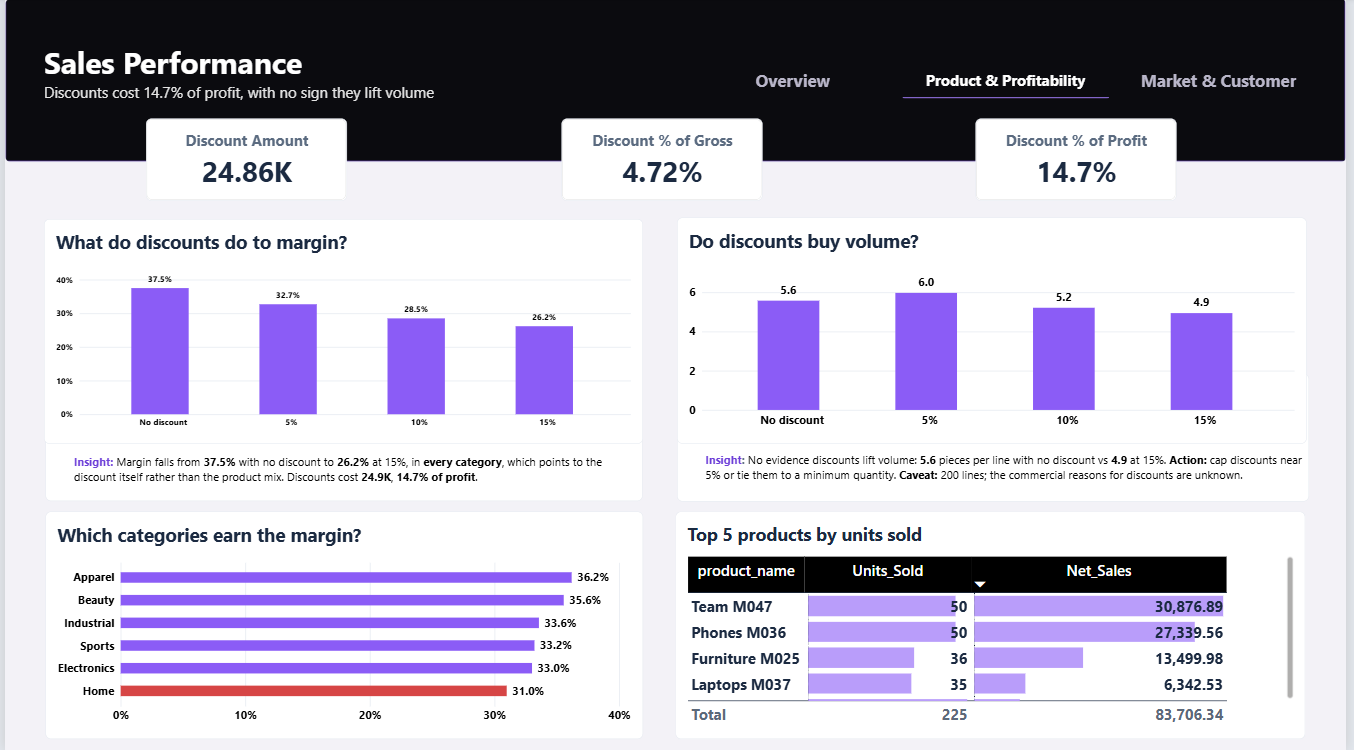 Sales Performance
Discounts cost 14.7% of profit, with no sign they lift volume
Overview
Product & Profitability
Market & Customer
Discount Amount
24.86K
Discount % of Gross
4.72%
Discount % of Profit
14.7%
What do discounts do to margin?
40%
30%
20%
10%
0%
37.5%
32.7%
28.5%
26.2%
No discount
5%
10%
15%
Insight: Margin falls from 37.5% with no discount to 26.2% at 15%, in every category, which points to the
discount itself rather than the product mix. Discounts cost 24.9K, 14.7% of profit.
Do discounts buy volume?
6
4
2
0
5.6
6.0
5.2
4.9
No discount
5%
10%
15%
Insight: No evidence discounts lift volume: 5.6 pieces per line with no discount vs 4.9 at 15%. Action: cap discounts near
5% or tie them to a minimum quantity. Caveat: 200 lines; the commercial reasons for discounts are unknown.
Which categories earn the margin?
Apparel 36.2%
Beauty 35.6%
Industrial 33.6%
Sports 33.2%
Electronics 33.0%
Home 31.0%
0% 10% 20% 30% 40%
Top 5 products by units sold
product_name Units_Sold Net_Sales
Team M047 50 30,876.89
Phones M036 50 27,339.56
Furniture M025 36 13,499.98
Laptops M037 35 6,342.53
Total 225 83,706.34